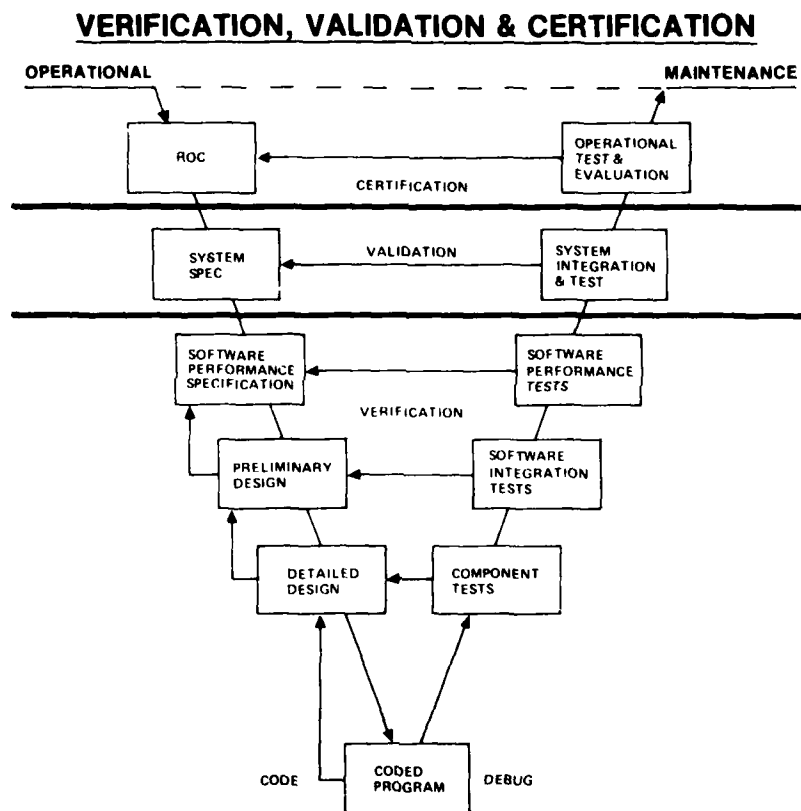 VERIFICATION, VALIDATION & CERTIFICATION
OPERATIONAL
MAINTENANCE
ROC
OPERATIONAL
TEST &
EVALUATION
CERTIFICATION
SYSTEM
SPEC
VALIDATION
SYSTEM
INTEGRATION
& TEST
SOFTWARE
PERFORMANCE
SPECIFICATION
SOFTWARE
PERFORMANCE
TESTS
VERIFICATION
PRELIMINARY
DESIGN
SOFTWARE
INTEGRATION
TESTS
DETAILED
DESIGN
COMPONENT
TESTS
CODE
CODED
PROGRAM
DEBUG